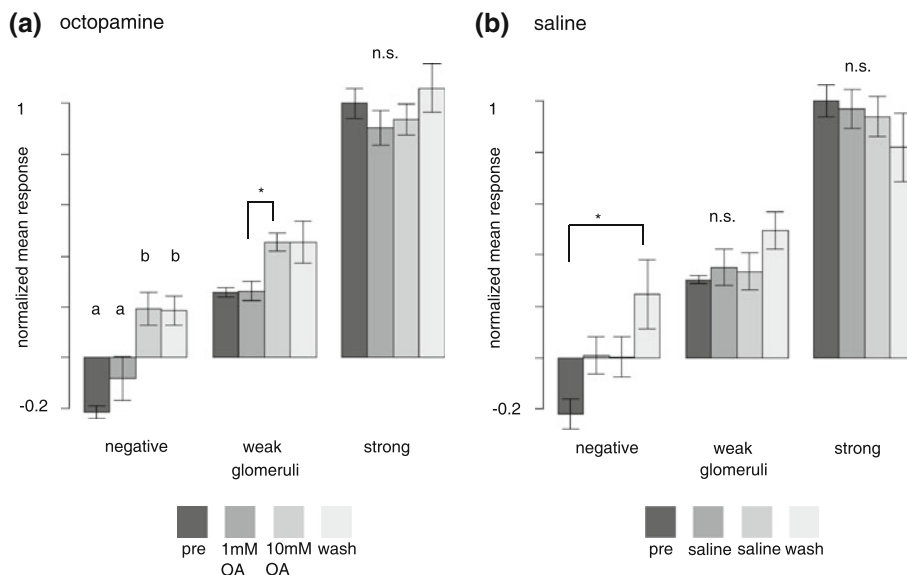 (a) octopamine
n.s.
1
normalized mean response
*
b b
a a
-0.2
negative weak strong
glomeruli
pre 1mM 10mM wash
OA OA
(b) saline
n.s.
1
normalized mean response
*
n.s.
-0.2
negative weak strong
glomeruli
pre saline saline wash